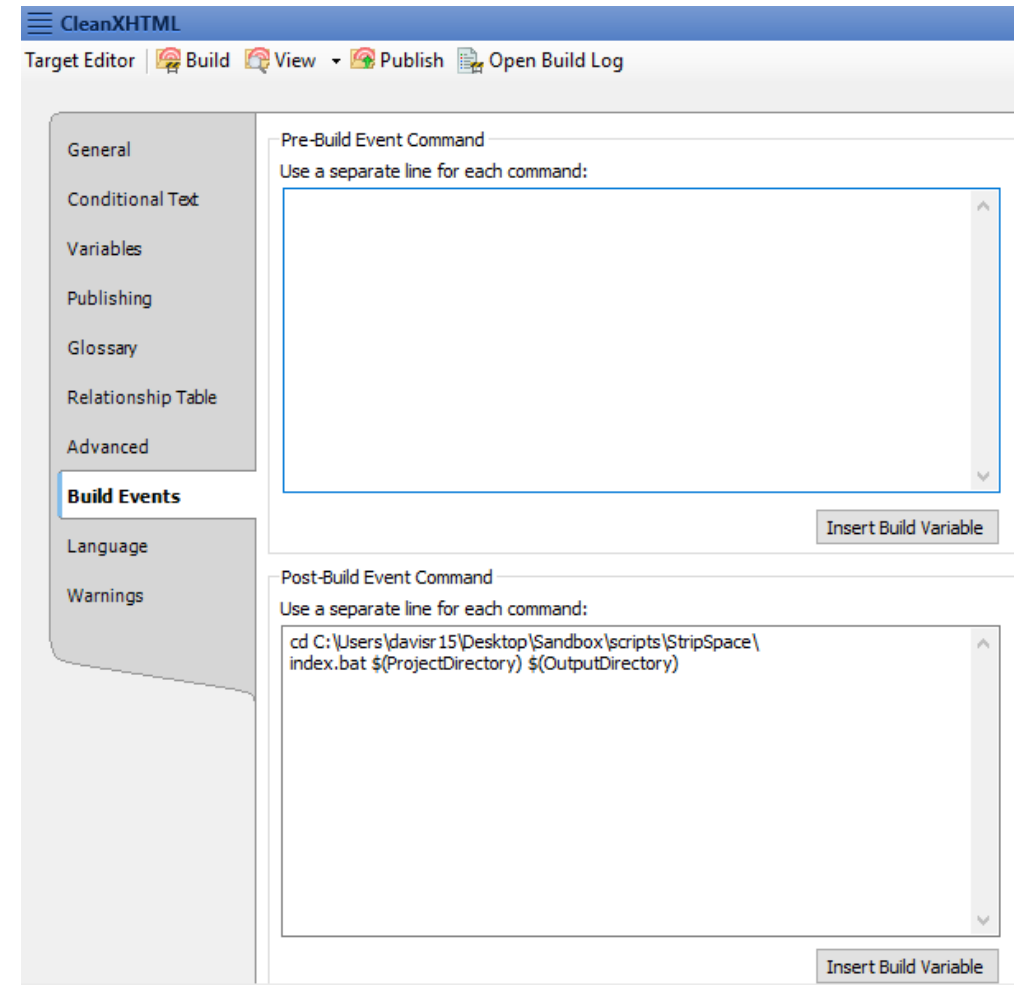 CleanXHTML
Target Editor Build View Publish Open Build Log
General
Conditional Text
Variables
Publishing
Glossary
Relationship Table
Advanced
Build Events
Language
Warnings
Pre-Build Event Command
Use a separate line for each command:
Insert Build Variable
Post-Build Event Command
Use a separate line for each command:
cd C:\Users\davisr15\Desktop\Sandbox\scripts\StripSpace\
index.bat $(ProjectDirectory) $(OutputDirectory)
Insert Build Variable